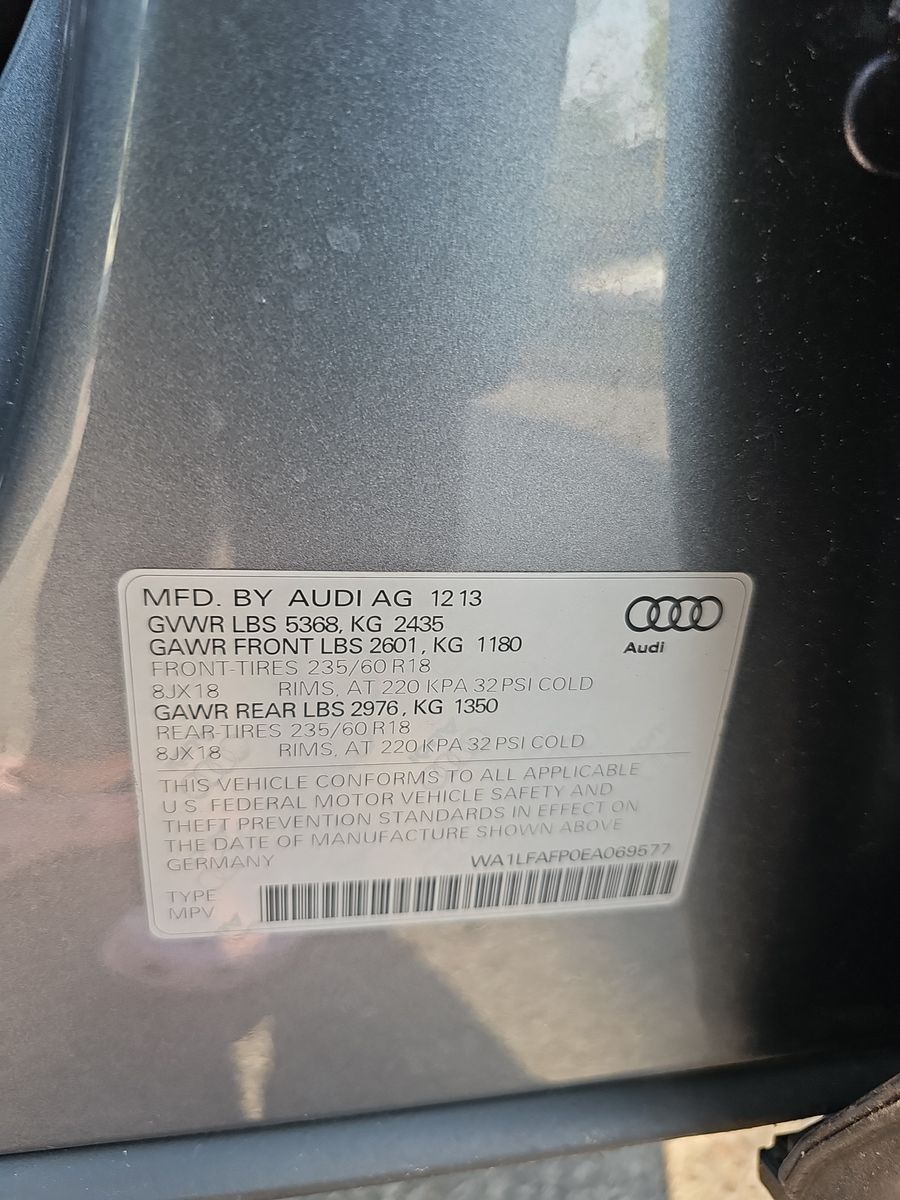 MFD. BY AUDI AG 12 13
GVWR LBS 5368, KG 2435
GAWR FRONT LBS 2601, KG 1180
FRONT-TIRES 235/60 R18
8JX18 RIMS, AT 220 KPA 32 PSI COLD
GAWR REAR LBS 2976, KG 1350
REAR-TIRES 235/60 R18
8JX18 RIMS, AT 220 KPA 32 PSI COLD
Audi
THIS VEHICLE CONFORMS TO ALL APPLICABLE
U.S. FEDERAL MOTOR VEHICLE SAFETY AND
THEFT PREVENTION STANDARDS IN EFFECT ON
THE DATE OF MANUFACTURE SHOWN ABOVE
GERMANY WA1LFAFP0EA069577
TYPE
MPV